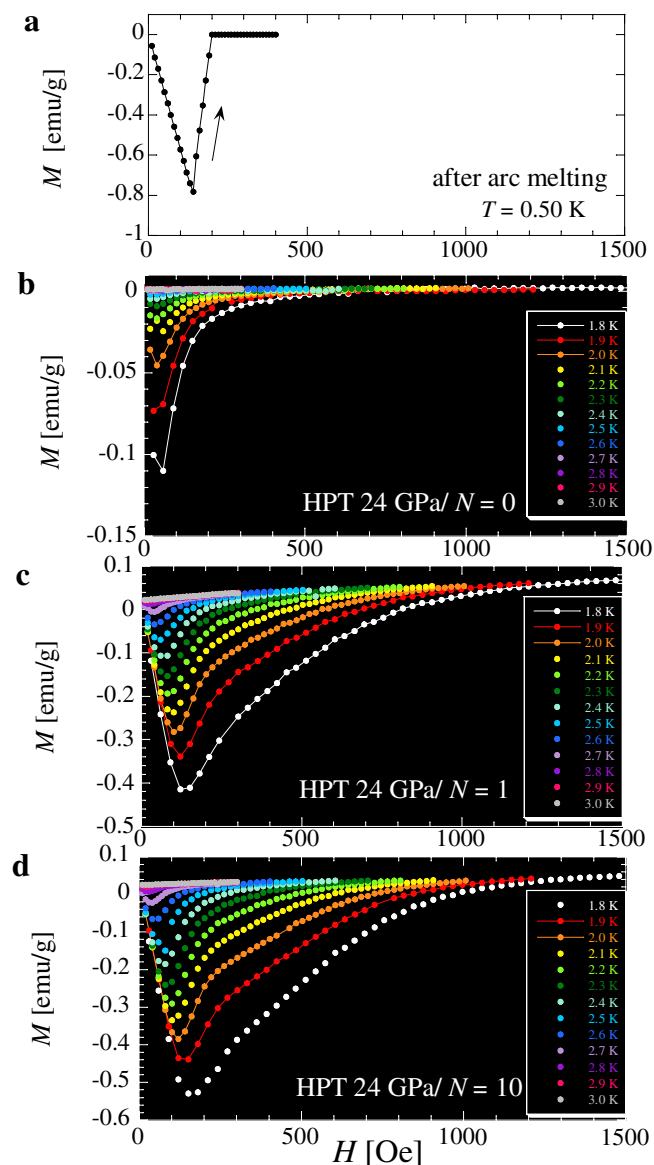 a
0
-0.2
-0.4
-0.6
-0.8
-1
M [emu/g]
after arc melting
T = 0.50 K
0
500
1000
1500
b
0
-0.05
-0.1
-0.15
M [emu/g]
1.8 K
1.9 K
2.0 K
2.1 K
2.2 K
2.3 K
2.4 K
2.5 K
2.6 K
2.7 K
2.8 K
2.9 K
3.0 K
HPT 24 GPa/ N = 0
0
500
1000
1500
c
0.1
0
-0.1
-0.2
-0.3
-0.4
-0.5
M [emu/g]
1.8 K
1.9 K
2.0 K
2.1 K
2.2 K
2.3 K
2.4 K
2.5 K
2.6 K
2.7 K
2.8 K
2.9 K
3.0 K
HPT 24 GPa/ N = 1
0
500
1000
1500
d
0.1
0
-0.1
-0.2
-0.3
-0.4
-0.5
-0.6
M [emu/g]
1.8 K
1.9 K
2.0 K
2.1 K
2.2 K
2.3 K
2.4 K
2.5 K
2.6 K
2.7 K
2.8 K
2.9 K
3.0 K
HPT 24 GPa/ N = 10
0
500
1000
1500
H [Oe]